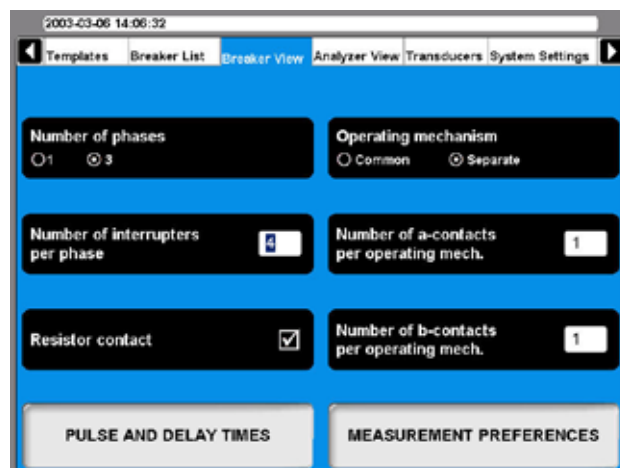 2003-03-06 14:06:32
Templates Breaker List Breaker View Analyzer View Transducers System Settings
Number of phases
1 3
Operating mechanism
Common Separate
Number of interrupters
per phase
4
Number of a-contacts
per operating mech.
1
Resistor contact
Number of b-contacts
per operating mech.
1
PULSE AND DELAY TIMES
MEASUREMENT PREFERENCES